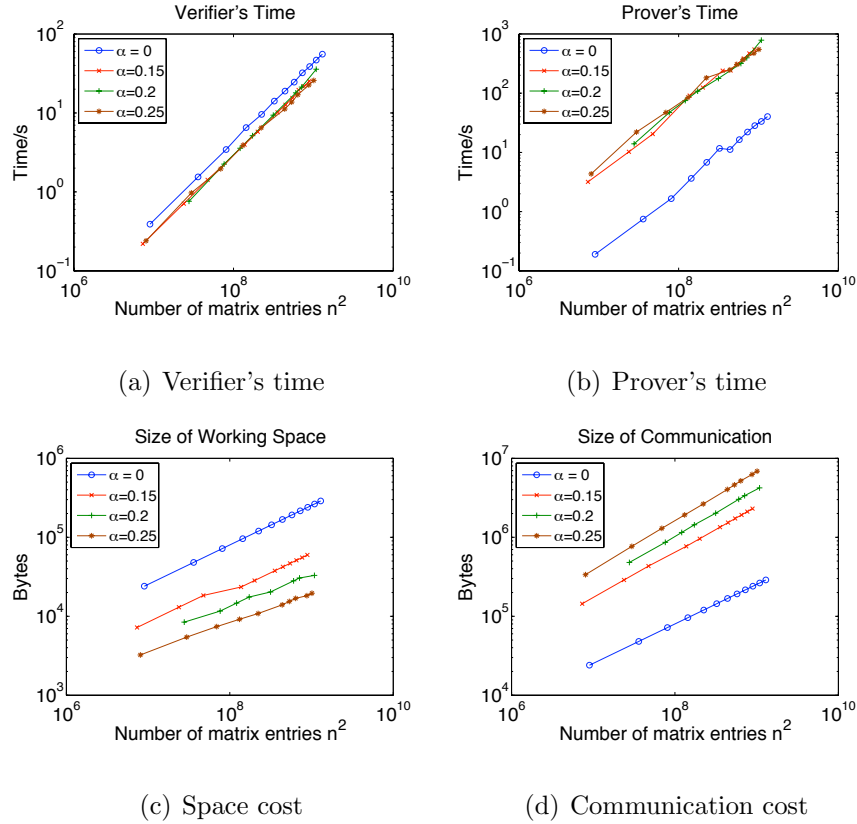 Verifier's Time
10^2
10^1
10^0
10^-1
Time/s
α = 0
α=0.15
α=0.2
α=0.25
10^6
10^8
10^10
Number of matrix entries n^2
(a) Verifier's time
Prover's Time
10^3
10^2
10^1
10^0
10^-1
Time/s
α = 0
α=0.15
α=0.2
α=0.25
10^6
10^8
10^10
Number of matrix entries n^2
(b) Prover's time
Size of Working Space
10^6
10^5
10^4
10^3
Bytes
α = 0
α=0.15
α=0.2
α=0.25
10^6
10^8
10^10
Number of matrix entries n^2
(c) Space cost
Size of Communication
10^7
10^6
10^5
10^4
Bytes
α = 0
α=0.15
α=0.2
α=0.25
10^6
10^8
10^10
Number of matrix entries n^2
(d) Communication cost